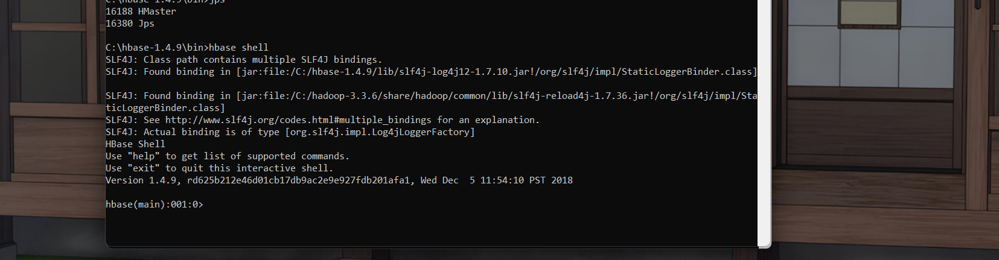 C:\hbase-1.4.9\bin>jps
16188 HMaster
16380 Jps
C:\hbase-1.4.9\bin>hbase shell
SLF4J: Class path contains multiple SLF4J bindings.
SLF4J: Found binding in [jar:file:/C:/hbase-1.4.9/lib/slf4j-log4j12-1.7.10.jar!/org/slf4j/impl/StaticLoggerBinder.class]
SLF4J: Found binding in [jar:file:/C:/hadoop-3.3.6/share/hadoop/common/lib/slf4j-reload4j-1.7.36.jar!/org/slf4j/impl/Sta
ticLoggerBinder.class]
SLF4J: See http://www.slf4j.org/codes.html#multiple_bindings for an explanation.
SLF4J: Actual binding is of type [org.slf4j.impl.Log4jLoggerFactory]
HBase Shell
Use "help" to get list of supported commands.
Use "exit" to quit this interactive shell.
Version 1.4.9, rd625b212e46d01cb17db9ac2e9e927fdb201afa1, Wed Dec  5 11:54:10 PST 2018
hbase(main):001:0>